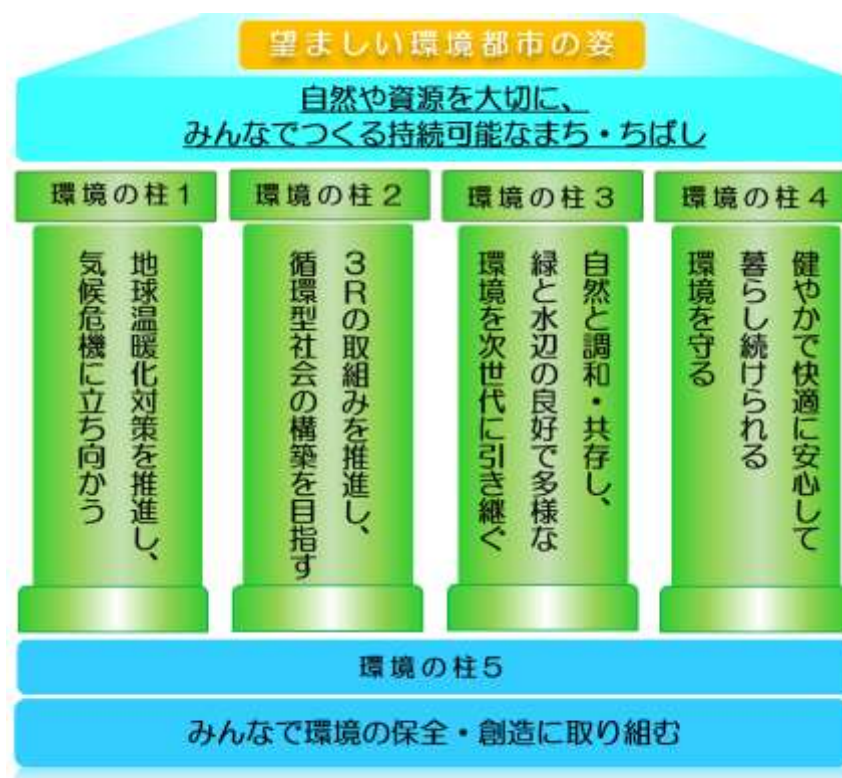 望ましい環境都市の姿
自然や資源を大切に、
みんなでつくる持続可能なまち・ちばし
環境の柱1
地球温暖化対策を推進し、
気候危機に立ち向かう
環境の柱2
3Rの取組みを推進し、
循環型社会の構築を目指す
環境の柱3
自然と調和・共存し、
緑と水辺の良好で多様な
環境を次世代に引き継ぐ
環境の柱4
健やかで快適に安心して
暮らし続けられる
環境を守る
環境の柱5
みんなで環境の保全・創造に取り組む